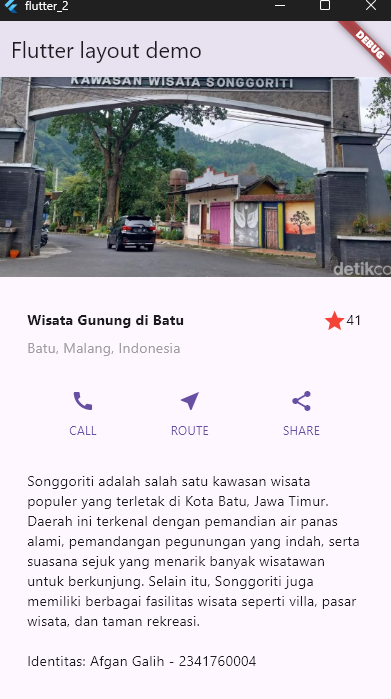 flutter_2
Flutter layout demo
DEBUG
KAWASAN WISATA SONGGORITI
detikco
Wisata Gunung di Batu
41
Batu, Malang, Indonesia
CALL ROUTE SHARE
Songgoriti adalah salah satu kawasan wisata
populer yang terletak di Kota Batu, Jawa Timur.
Daerah ini terkenal dengan pemandian air panas
alami, pemandangan pegunungan yang indah, serta
suasana sejuk yang menarik banyak wisatawan
untuk berkunjung. Selain itu, Songgoriti juga
memiliki berbagai fasilitas wisata seperti villa, pasar
wisata, dan taman rekreasi.
Identitas: Afgan Galih - 2341760004